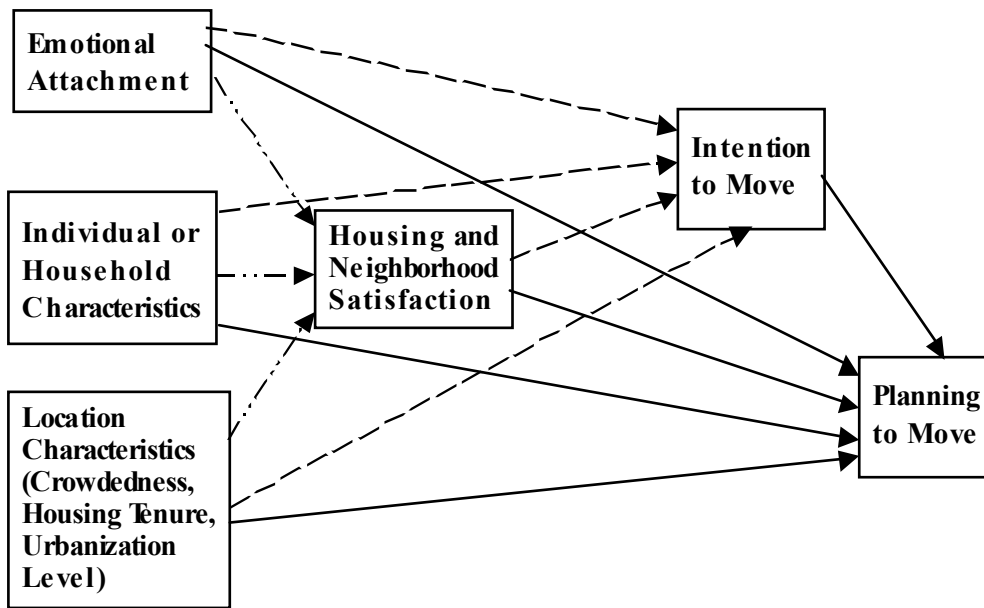 Emotional
Attachment
Intention
to Move
Individual or
Household
Characteristics
Housing and
Neighborhood
Satisfaction
Planning
to Move
Location
Characteristics
(Crowdedness,
Housing Tenure,
Urbanization
Level)